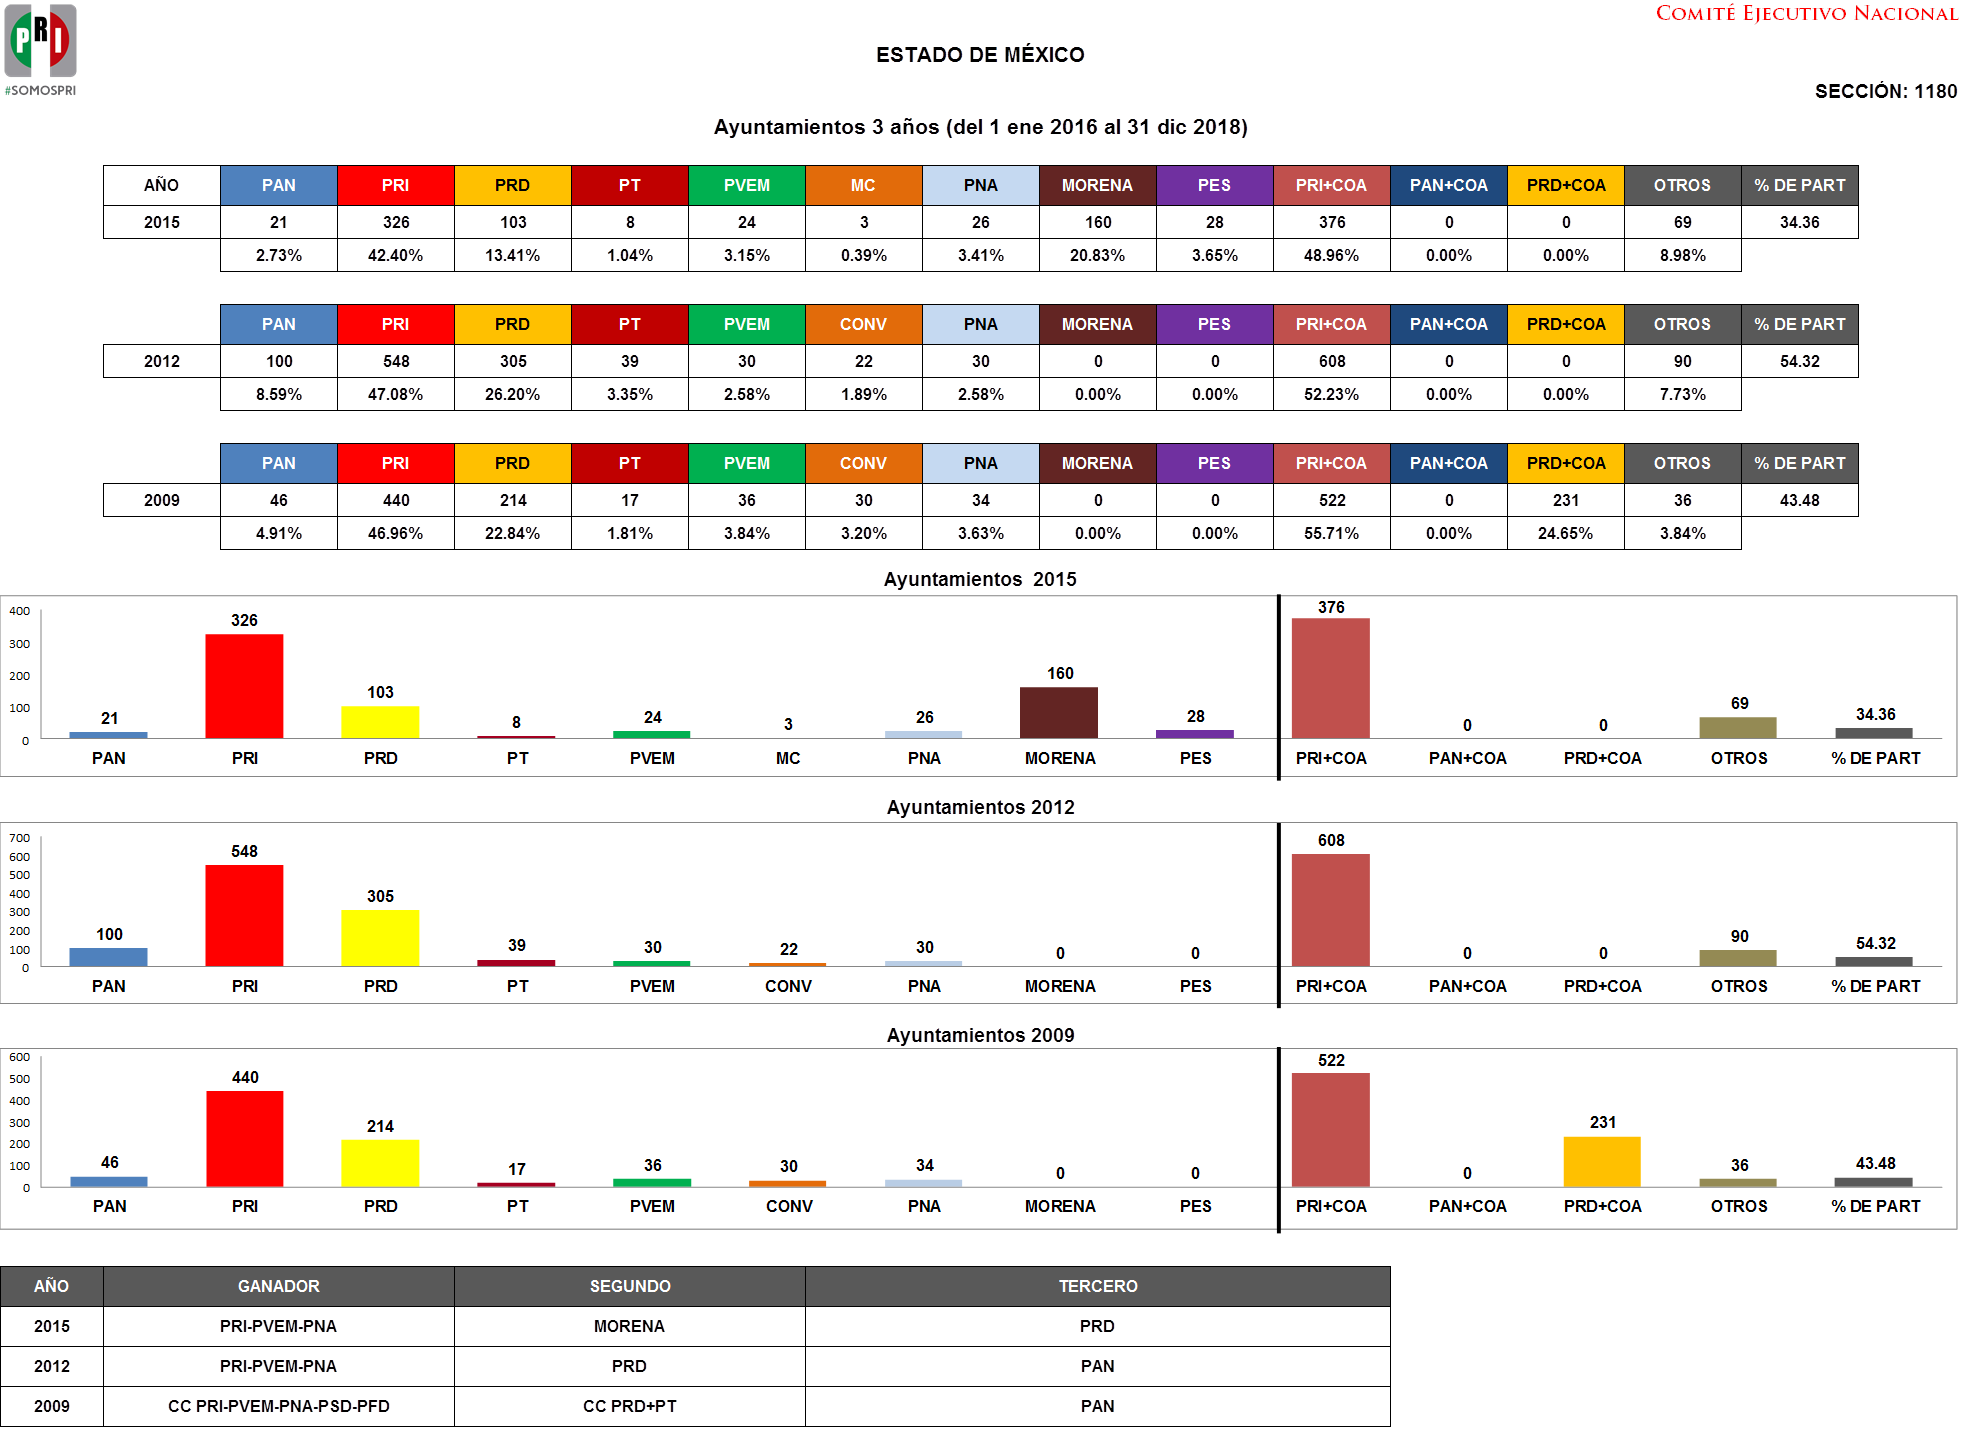 COMITÉ EJECUTIVO NACIONAL
PRI
#SOMOSPRI
ESTADO DE MÉXICO
SECCIÓN: 1180
Ayuntamientos 3 años (del 1 ene 2016 al 31 dic 2018)
AÑO PAN PRI PRD PT PVEM MC PNA MORENA PES PRI+COA PAN+COA PRD+COA OTROS % DE PART
2015 21 326 103 8 24 3 26 160 28 376 0 0 69 34.36
2.73% 42.40% 13.41% 1.04% 3.15% 0.39% 3.41% 20.83% 3.65% 48.96% 0.00% 0.00% 8.98%
PAN PRI PRD PT PVEM CONV PNA MORENA PES PRI+COA PAN+COA PRD+COA OTROS % DE PART
2012 100 548 305 39 30 22 30 0 0 608 0 0 90 54.32
8.59% 47.08% 26.20% 3.35% 2.58% 1.89% 2.58% 0.00% 0.00% 52.23% 0.00% 0.00% 7.73%
PAN PRI PRD PT PVEM CONV PNA MORENA PES PRI+COA PAN+COA PRD+COA OTROS % DE PART
2009 46 440 214 17 36 30 34 0 0 522 0 231 36 43.48
4.91% 46.96% 22.84% 1.81% 3.84% 3.20% 3.63% 0.00% 0.00% 55.71% 0.00% 24.65% 3.84%
Ayuntamientos 2015
400
300
200
100
0
21 326 103 8 24 3 26 160 28 376 0 0 69 34.36
PAN PRI PRD PT PVEM MC PNA MORENA PES PRI+COA PAN+COA PRD+COA OTROS % DE PART
Ayuntamientos 2012
700
600
500
400
300
200
100
0
100 548 305 39 30 22 30 0 0 608 0 0 90 54.32
PAN PRI PRD PT PVEM CONV PNA MORENA PES PRI+COA PAN+COA PRD+COA OTROS % DE PART
Ayuntamientos 2009
600
500
400
300
200
100
0
46 440 214 17 36 30 34 0 0 522 0 231 36 43.48
PAN PRI PRD PT PVEM CONV PNA MORENA PES PRI+COA PAN+COA PRD+COA OTROS % DE PART
AÑO GANADOR SEGUNDO TERCERO
2015 PRI-PVEM-PNA MORENA PRD
2012 PRI-PVEM-PNA PRD PAN
2009 CC PRI-PVEM-PNA-PSD-PFD CC PRD+PT PAN